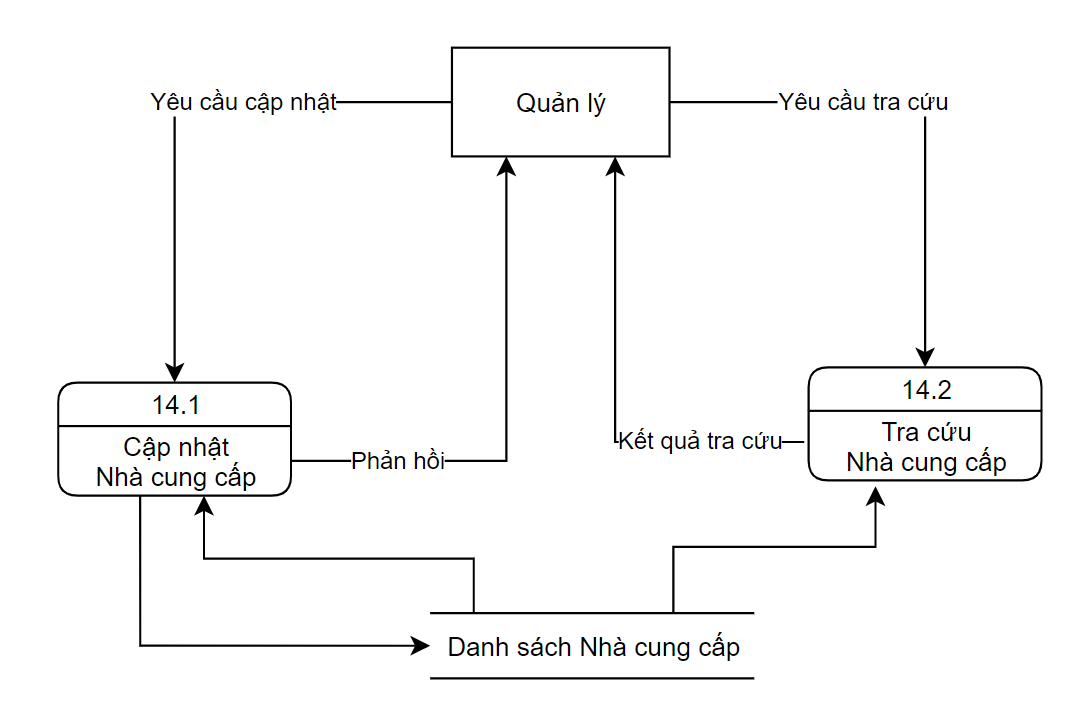 Quản lý
Yêu cầu cập nhật
Yêu cầu tra cứu
14.1
Cập nhật
Nhà cung cấp
Phản hồi
Kết quả tra cứu
14.2
Tra cứu
Nhà cung cấp
Danh sách Nhà cung cấp